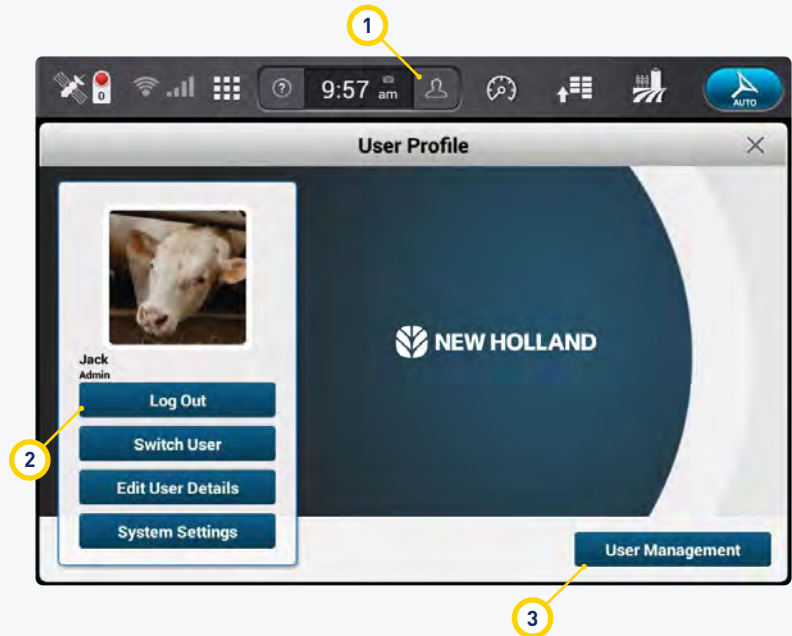 1
0
?
9:57 am
AUTO
User Profile
NEW HOLLAND
Jack
Admin
Log Out
2
Switch User
Edit User Details
System Settings
User Management
3